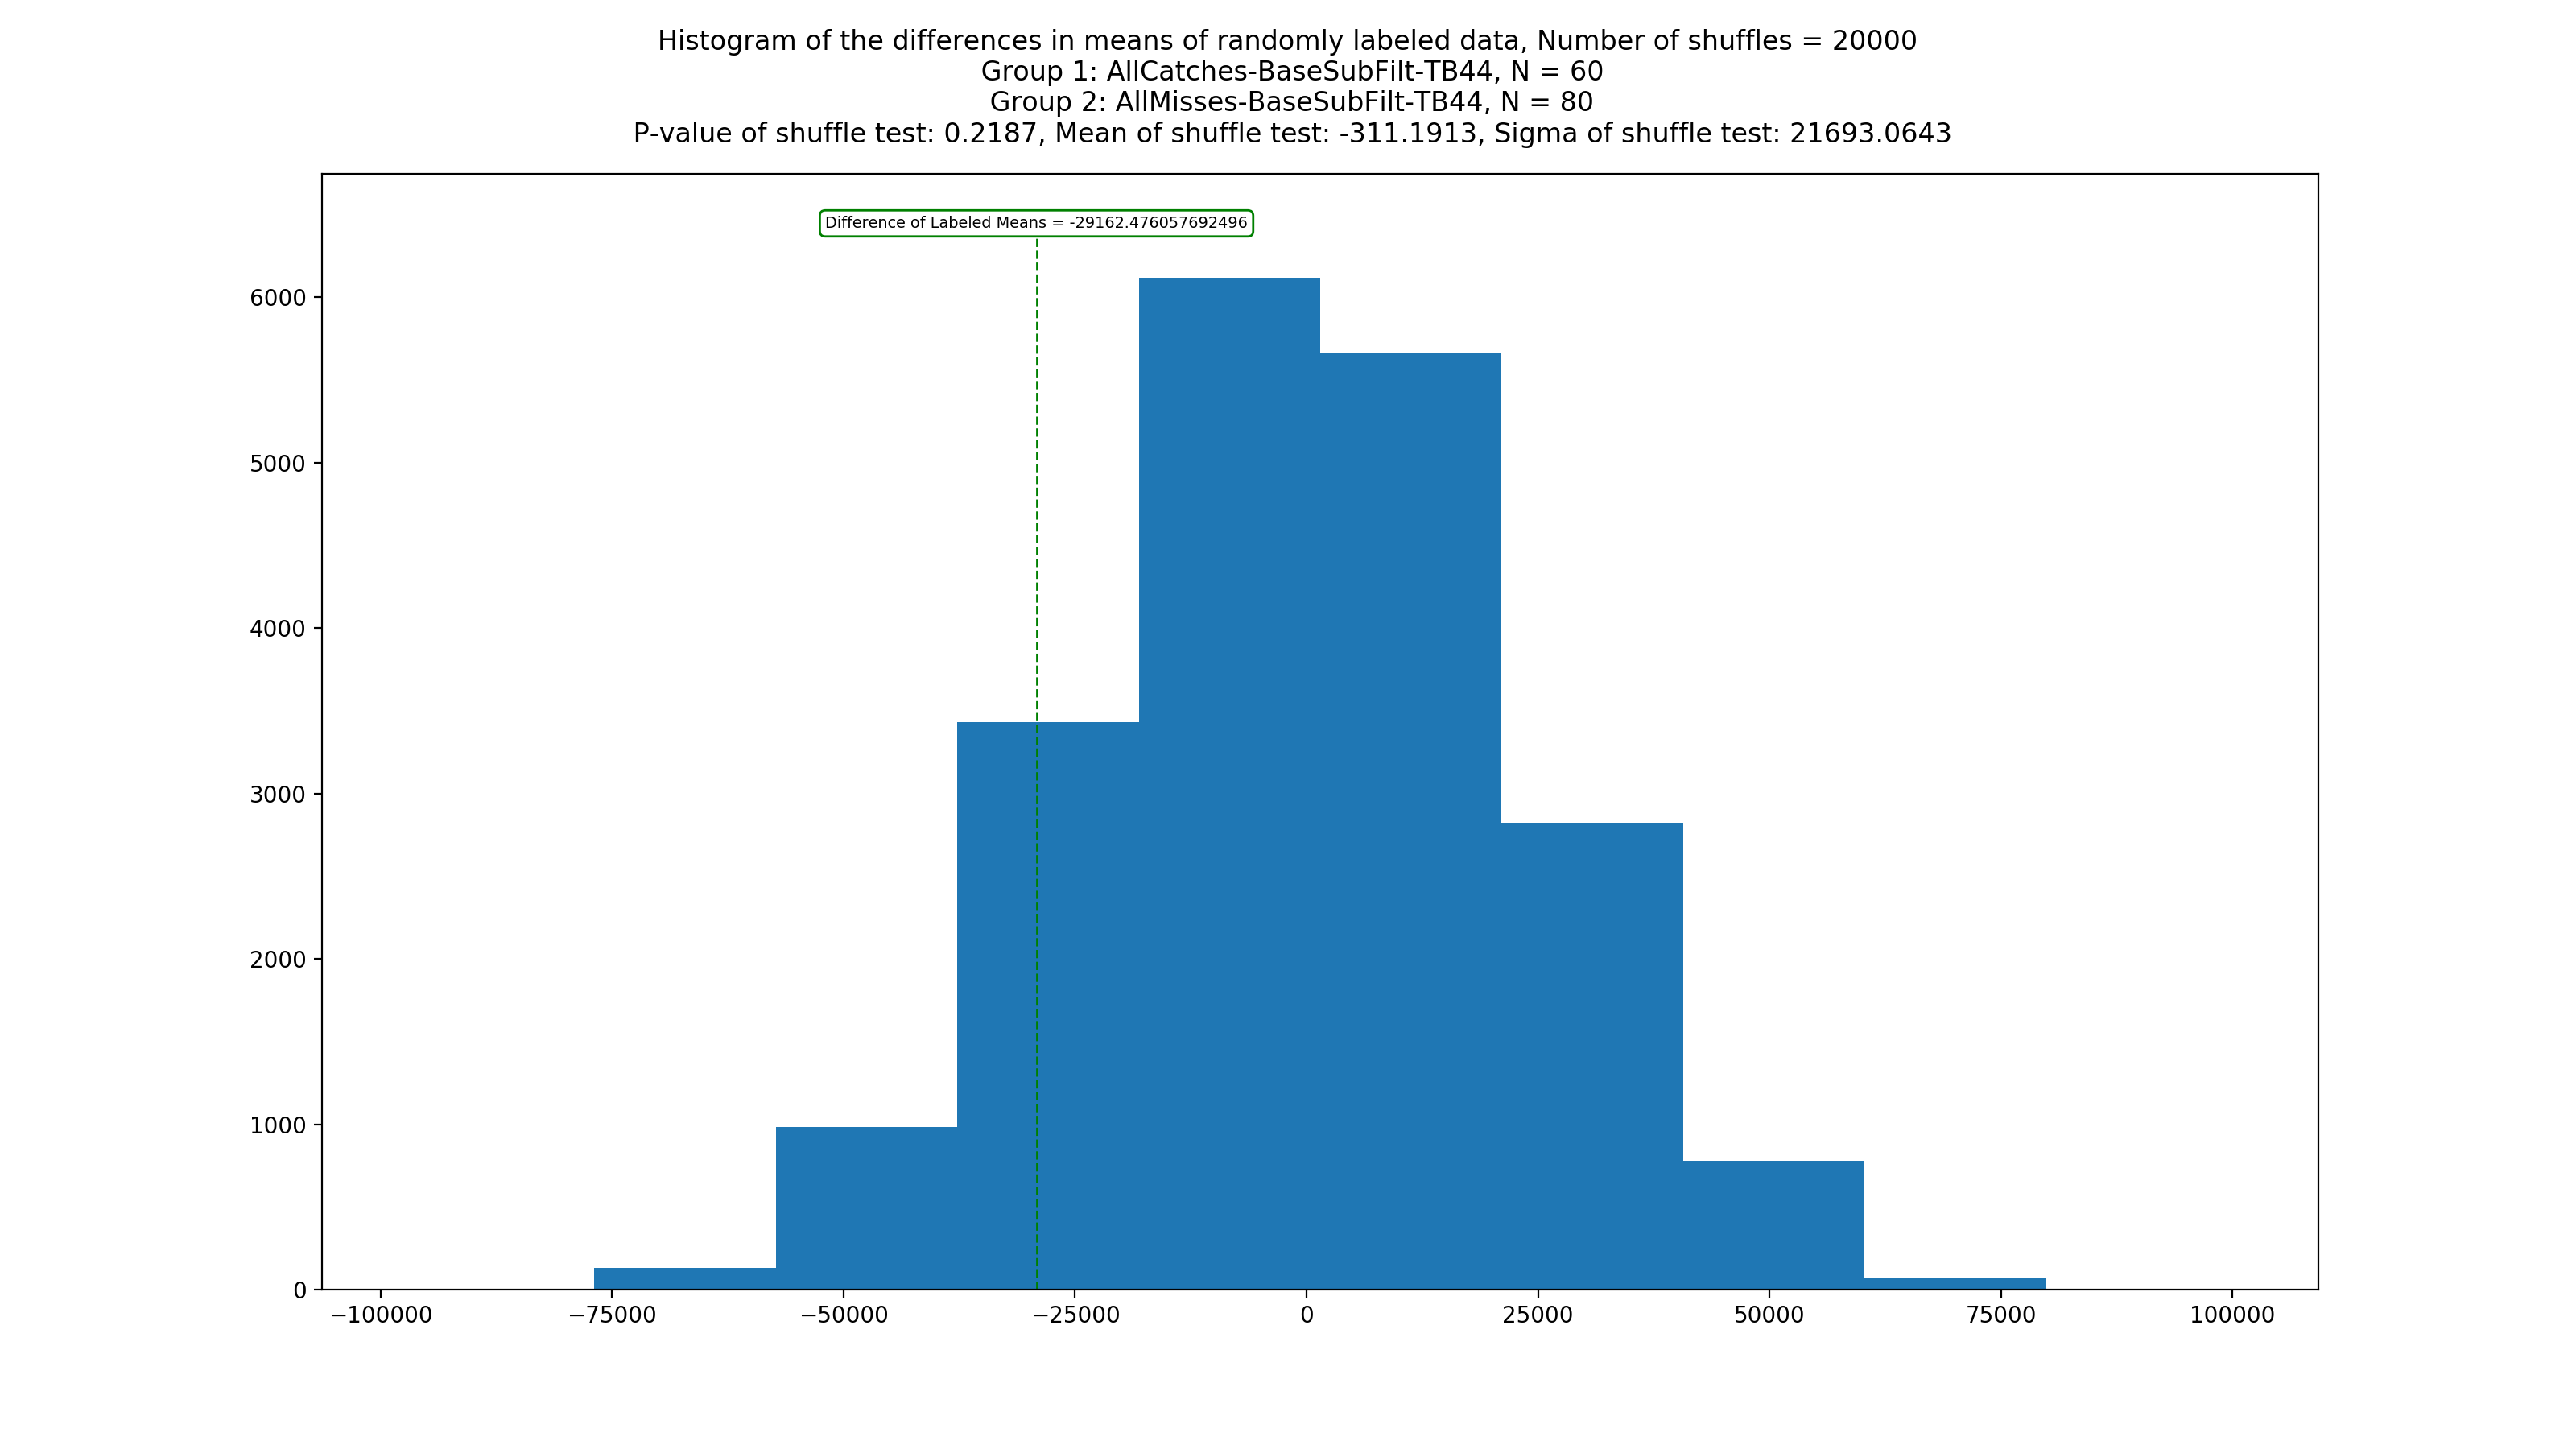 Histogram of the differences in means of randomly labeled data, Number of shuffles = 20000
Group 1: AllCatches-BaseSubFilt-TB44, N = 60
Group 2: AllMisses-BaseSubFilt-TB44, N = 80
P-value of shuffle test: 0.2187, Mean of shuffle test: -311.1913, Sigma of shuffle test: 21693.0643
Difference of Labeled Means = -29162.476057692496
6000
5000
4000
3000
2000
1000
0
−100000 −75000 −50000 −25000 0 25000 50000 75000 100000